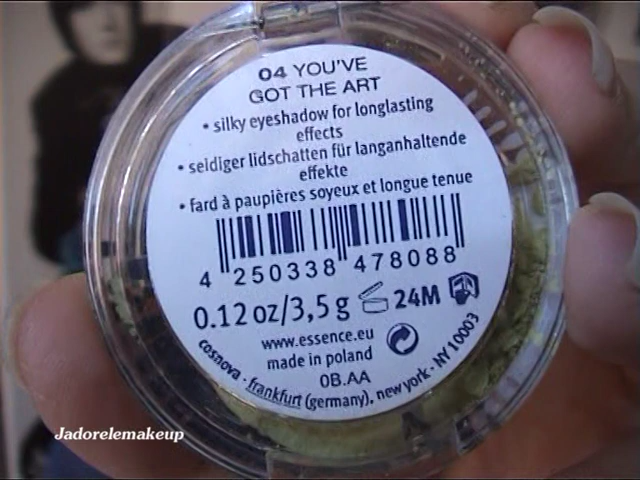 04 YOU'VE
GOT THE ART
• silky eyeshadow for longlasting
effects
• seidiger lidschatten für langanhaltende
effekte
• fard à paupières soyeux et longue tenue
4 250338 478088
0.12 oz/3,5 g 24M
www.essence.eu
made in poland
0B.AA
cosnova · frankfurt (germany), new york · NY 10003
Jadorelemakeup